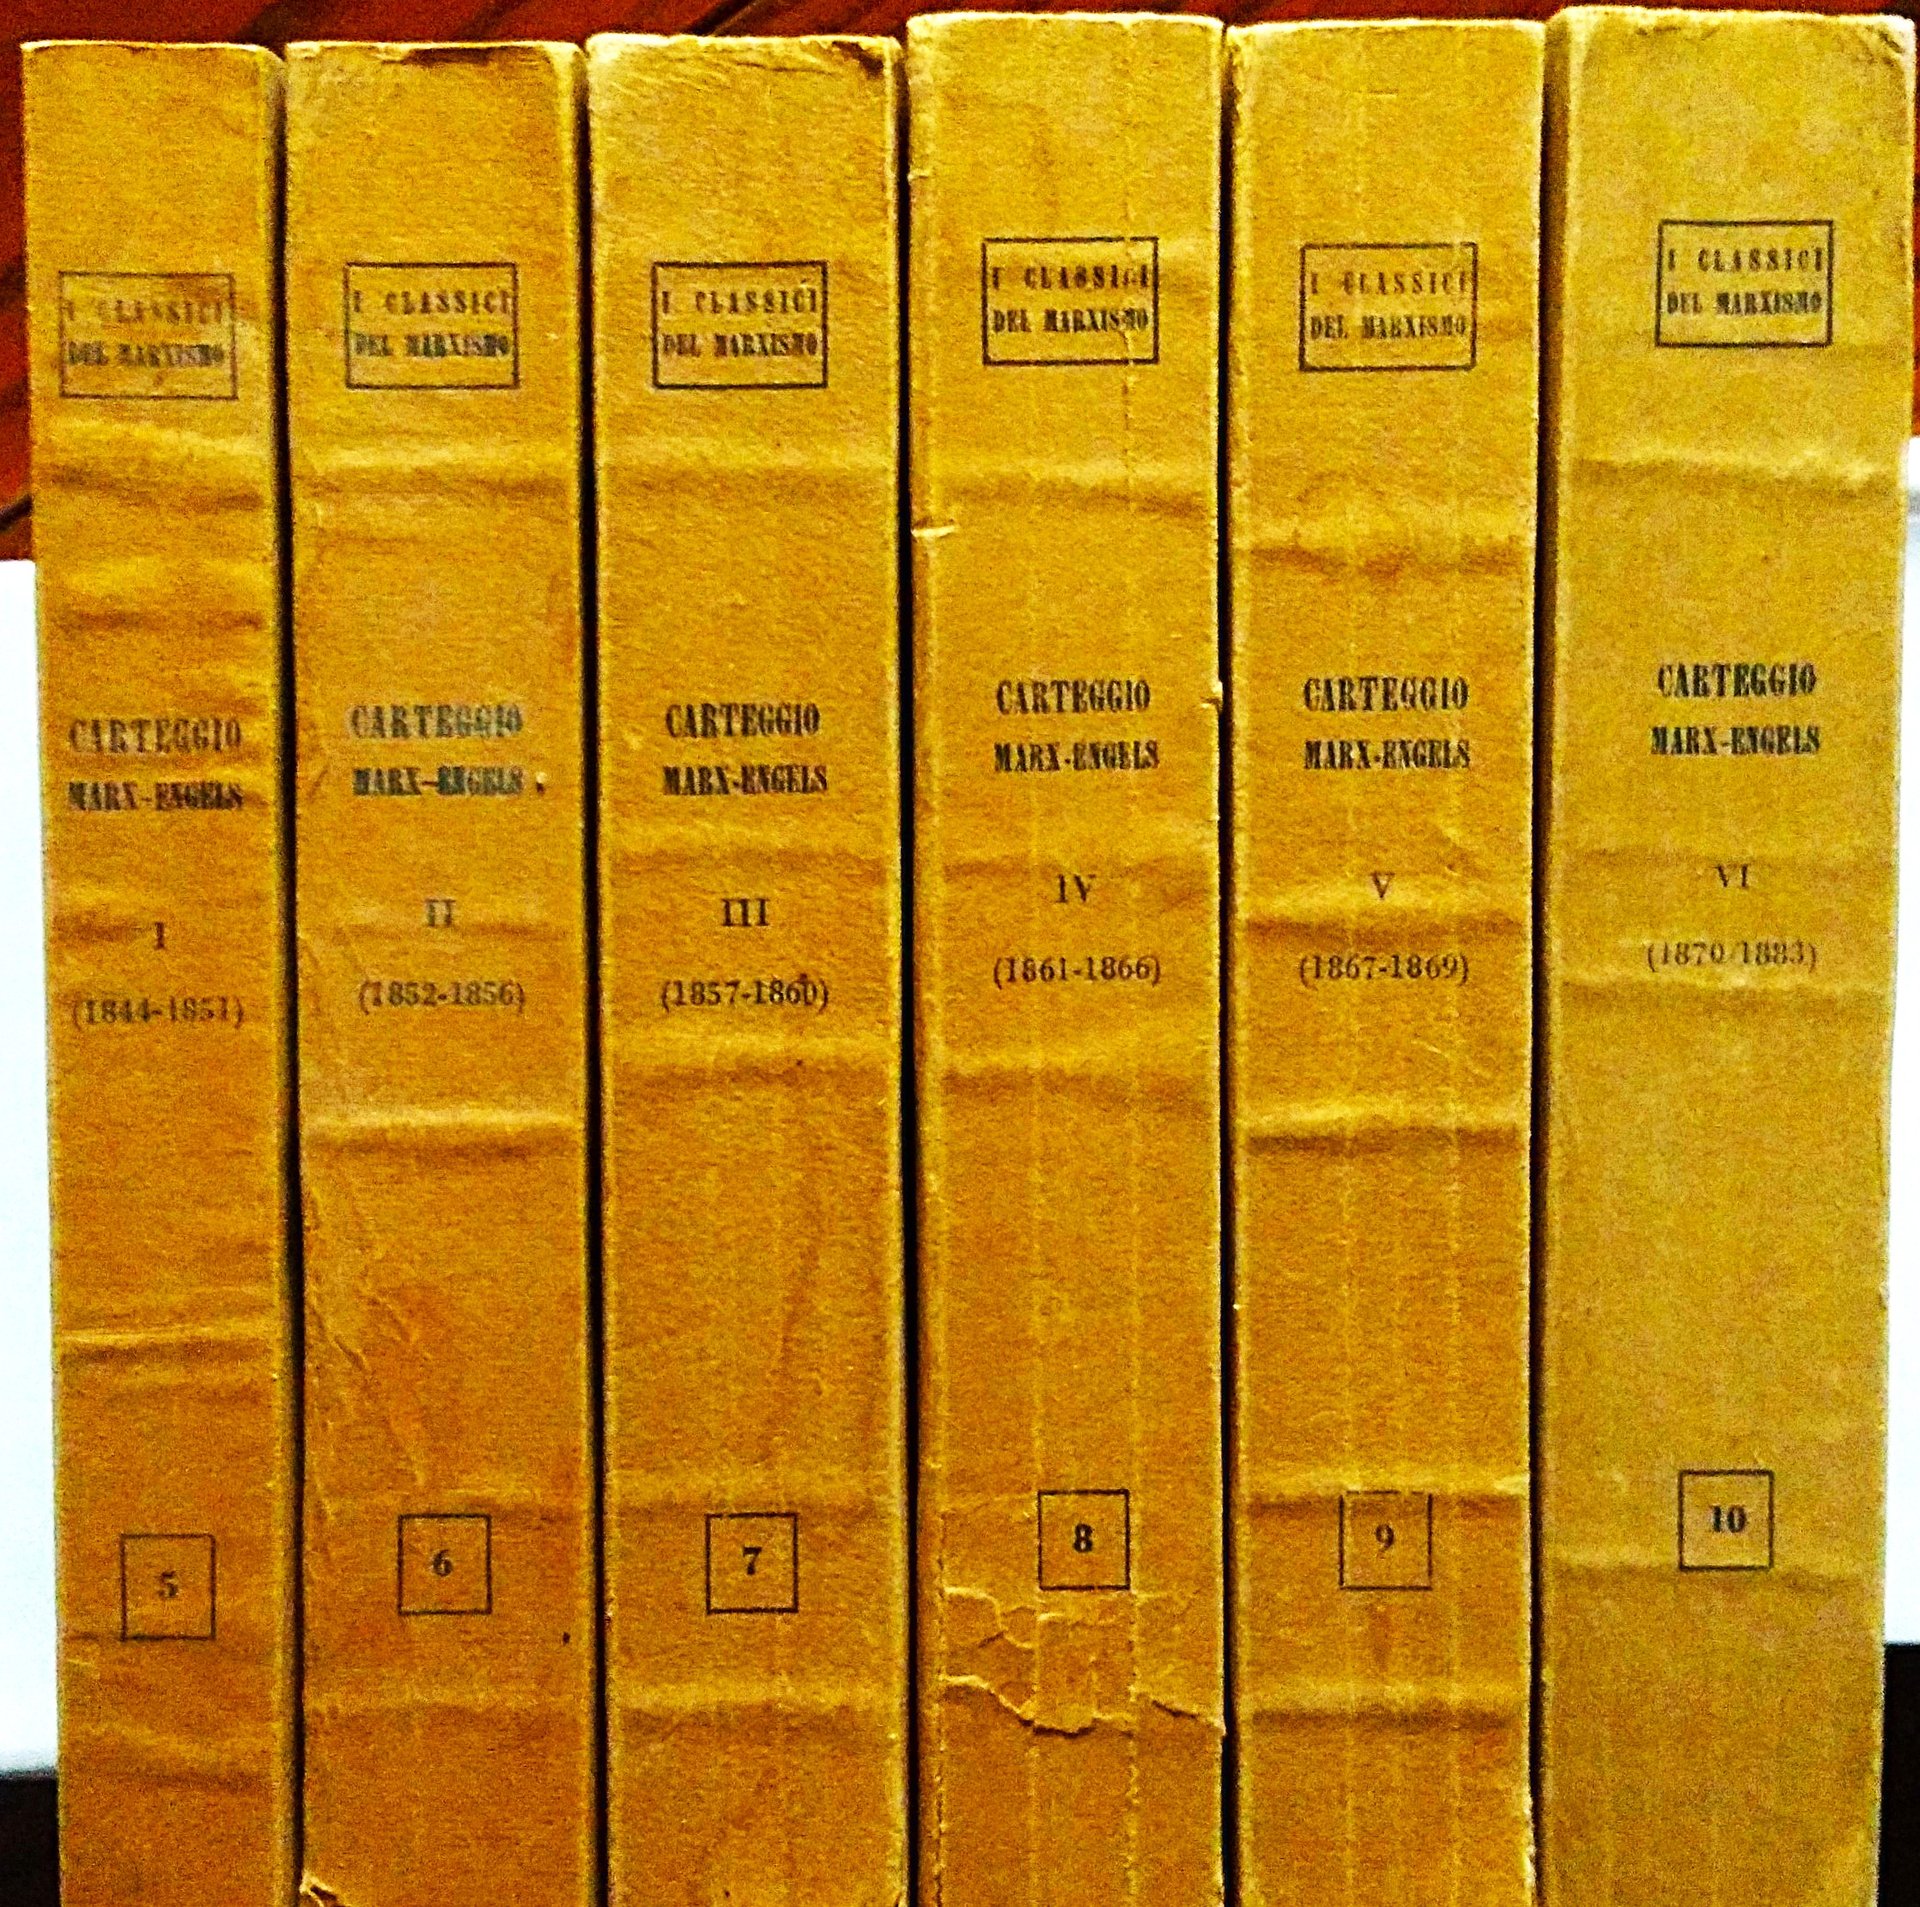 I CLASSICI
DEL MARXISMO
CARTEGGIO
MARX-ENGELS
I
(1844-1851)
5
I CLASSICI
DEL MARXISMO
CARTEGGIO
MARX-ENGELS
II
(1852-1856)
6
I CLASSICI
DEL MARXISMO
CARTEGGIO
MARX-ENGELS
III
(1857-1860)
7
I CLASSICI
DEL MARXISMO
CARTEGGIO
MARX-ENGELS
IV
(1861-1866)
8
I CLASSICI
DEL MARXISMO
CARTEGGIO
MARX-ENGELS
V
(1867-1869)
9
I CLASSICI
DEL MARXISMO
CARTEGGIO
MARX-ENGELS
VI
(1870/1883)
10